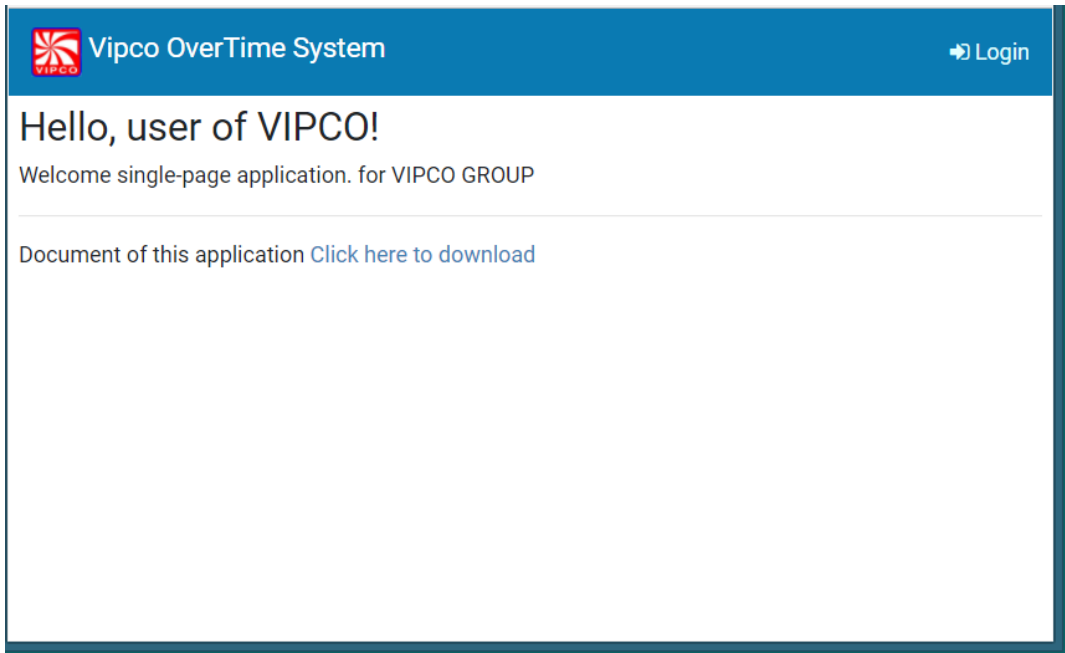 VIPCO
Vipco OverTime System
Login
Hello, user of VIPCO!
Welcome single-page application. for VIPCO GROUP
Document of this application Click here to download